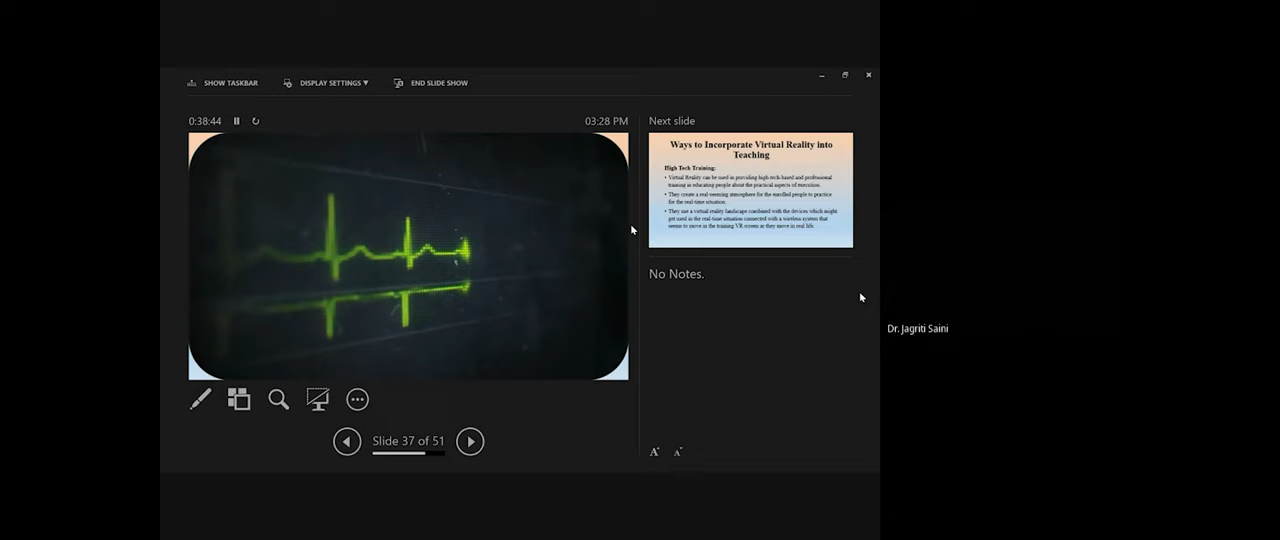 SHOW TASKBAR
DISPLAY SETTINGS ▼
END SLIDE SHOW
0:38:44
03:28 PM
Next slide
Ways to Incorporate Virtual Reality into
Teaching
High Tech Training:
• Virtual Reality can be used in providing high-tech-based and professional
training in educating people about the practical aspects of execution.
• They create a real-seeming atmosphere for the enrolled people to practice
for the real-time situation.
• They use a virtual reality landscape combined with the devices which might
get used in the real-time situation connected with a wireless system that
seems to move in the training VR screen as they move in real life.
No Notes.
Dr. Jagriti Saini
Slide 37 of 51
A A